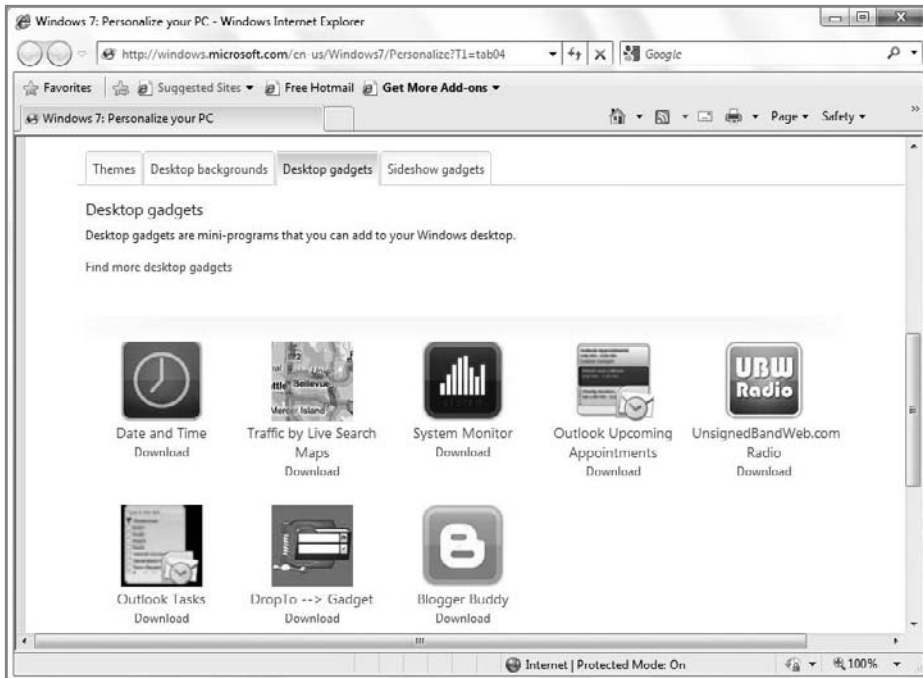 Windows 7: Personalize your PC - Windows Internet Explorer
http://windows.microsoft.com/en-us/Windows7/Personalize?T1=tab04
Google
Favorites Suggested Sites Free Hotmail Get More Add-ons
Windows 7: Personalize your PC
Page Safety
Themes Desktop backgrounds Desktop gadgets Sideshow gadgets
Desktop gadgets
Desktop gadgets are mini-programs that you can add to your Windows desktop.
Find more desktop gadgets
Bellevue
Mercer Island
UBW
Radio
Date and Time Traffic by Live Search System Monitor Outlook Upcoming UnsignedBandWeb.com
Download Maps Download Appointments Radio
Download Download Download
Outlook Tasks DropTo --> Gadget Blogger Buddy
Download Download Download
Internet | Protected Mode: On 100%